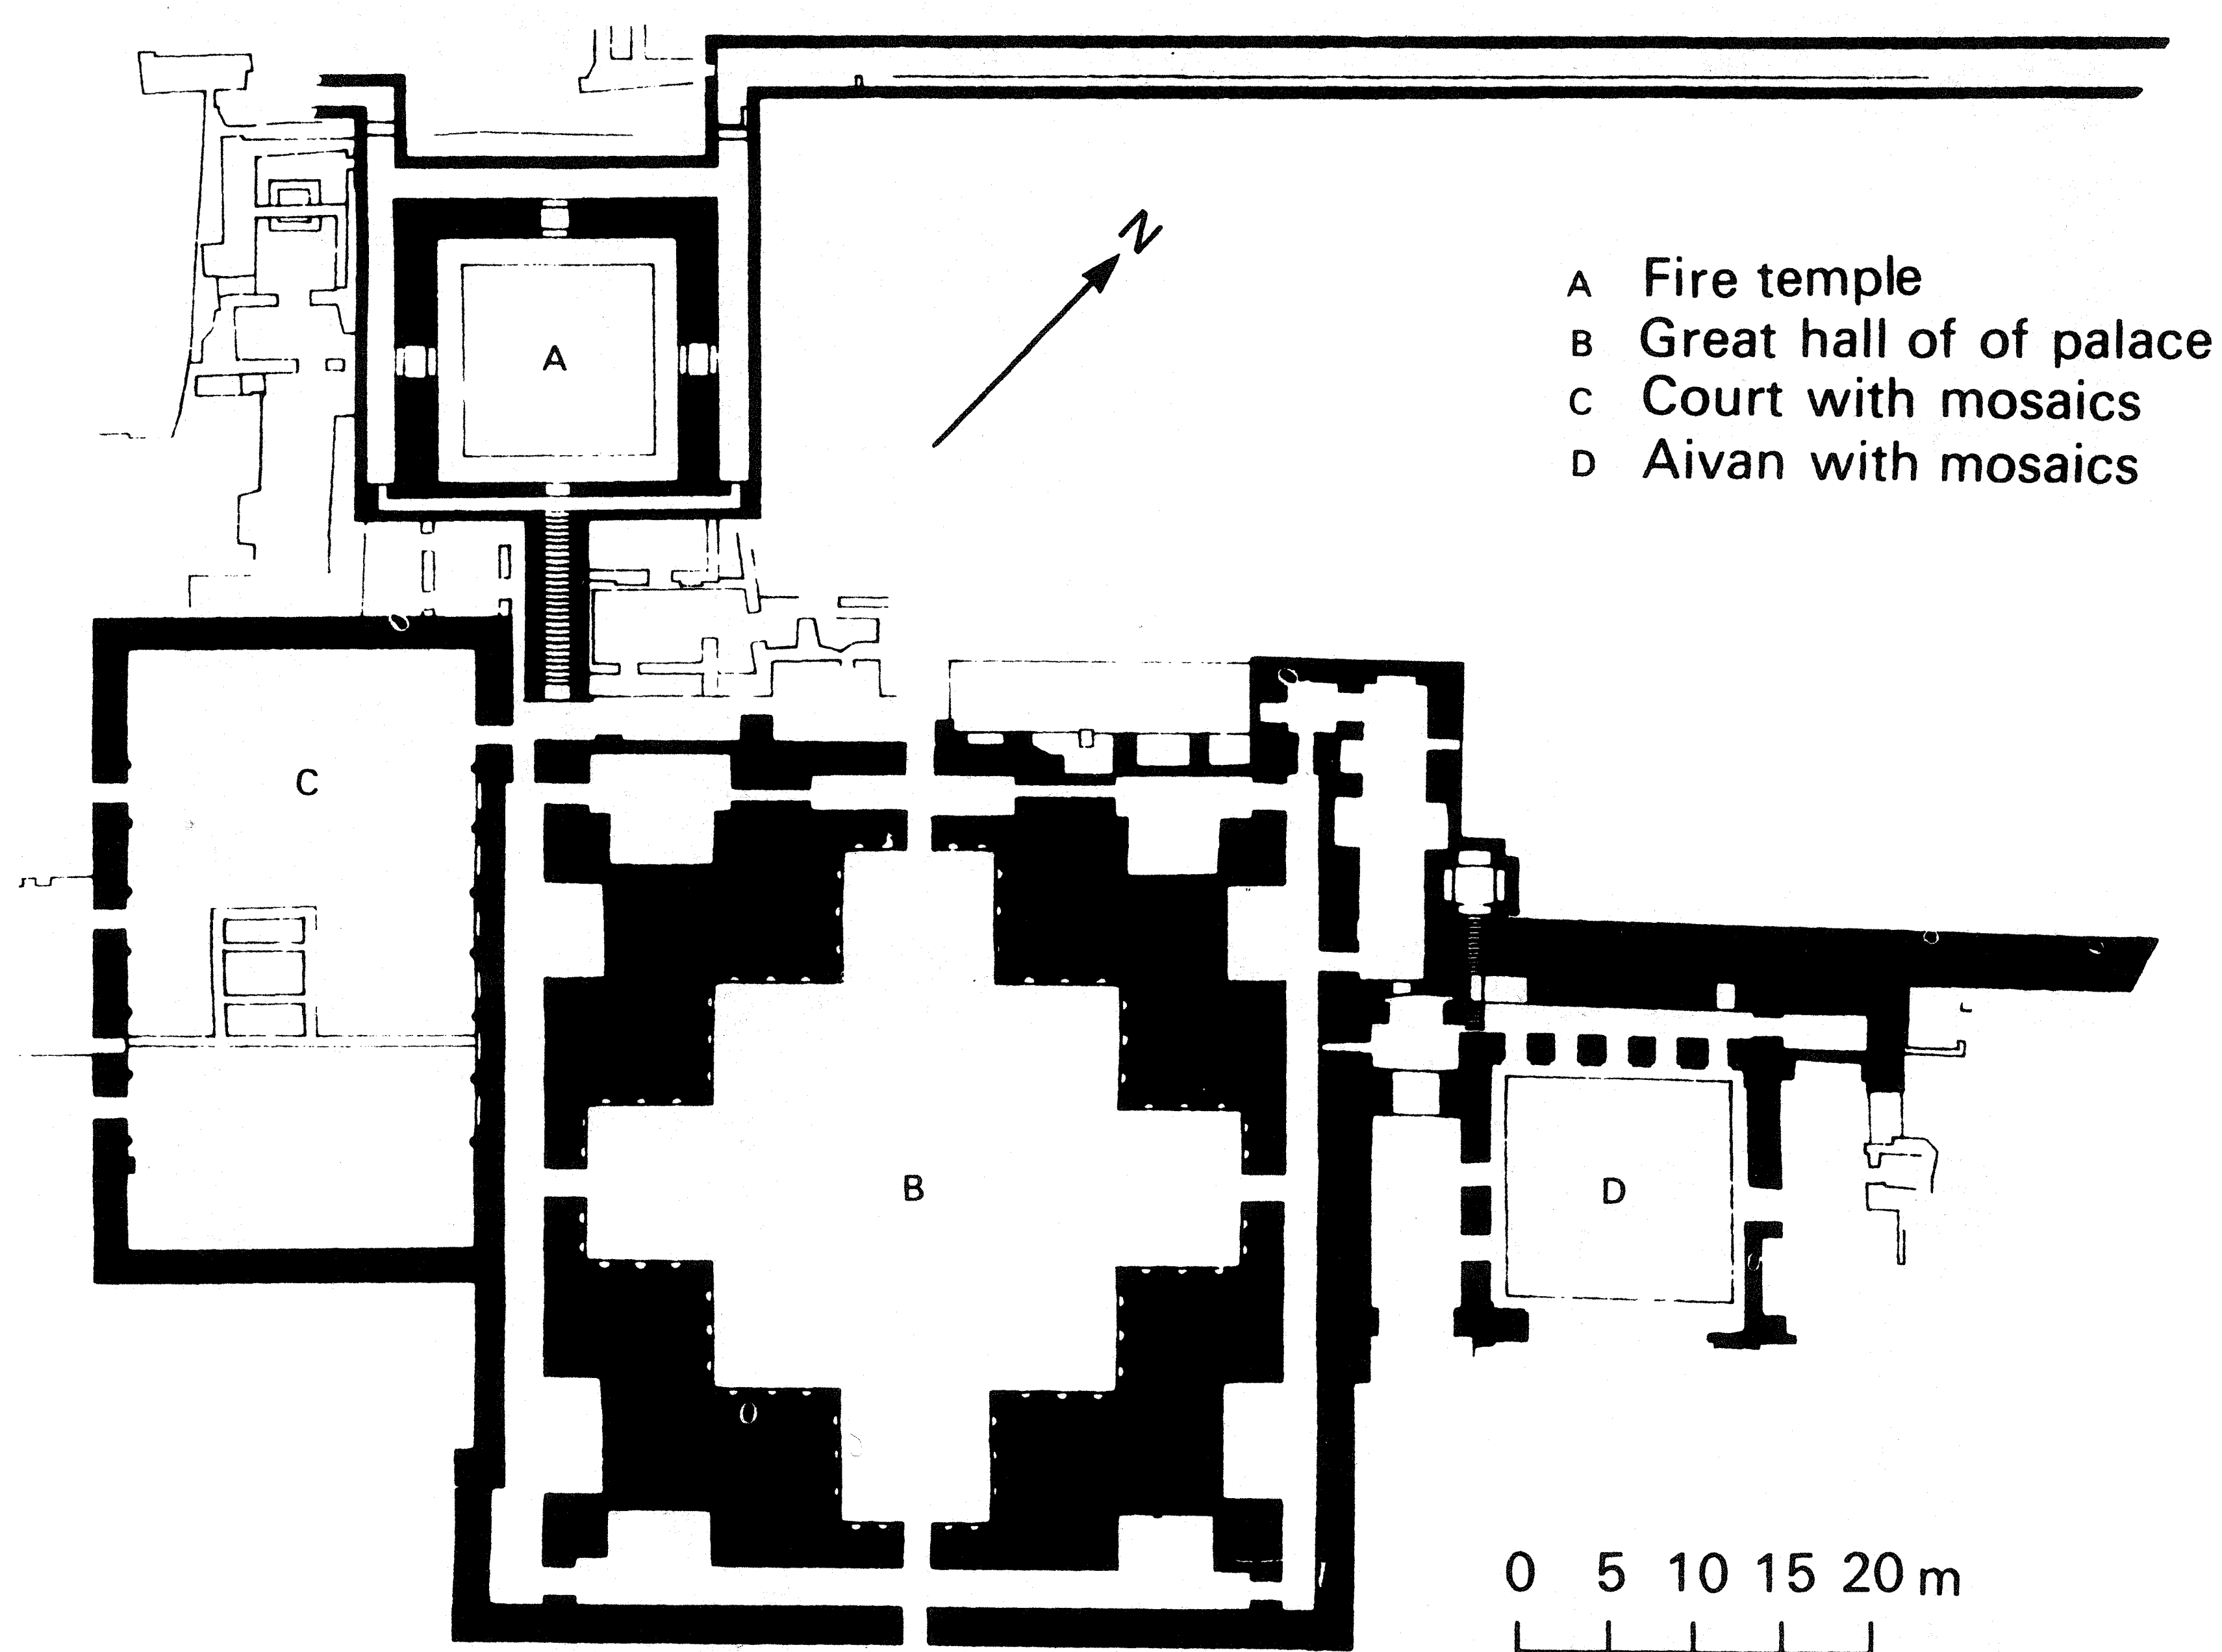 N
A Fire temple
B Great hall of of palace
C Court with mosaics
D Aivan with mosaics
A
C
B
D
0 5 10 15 20 m